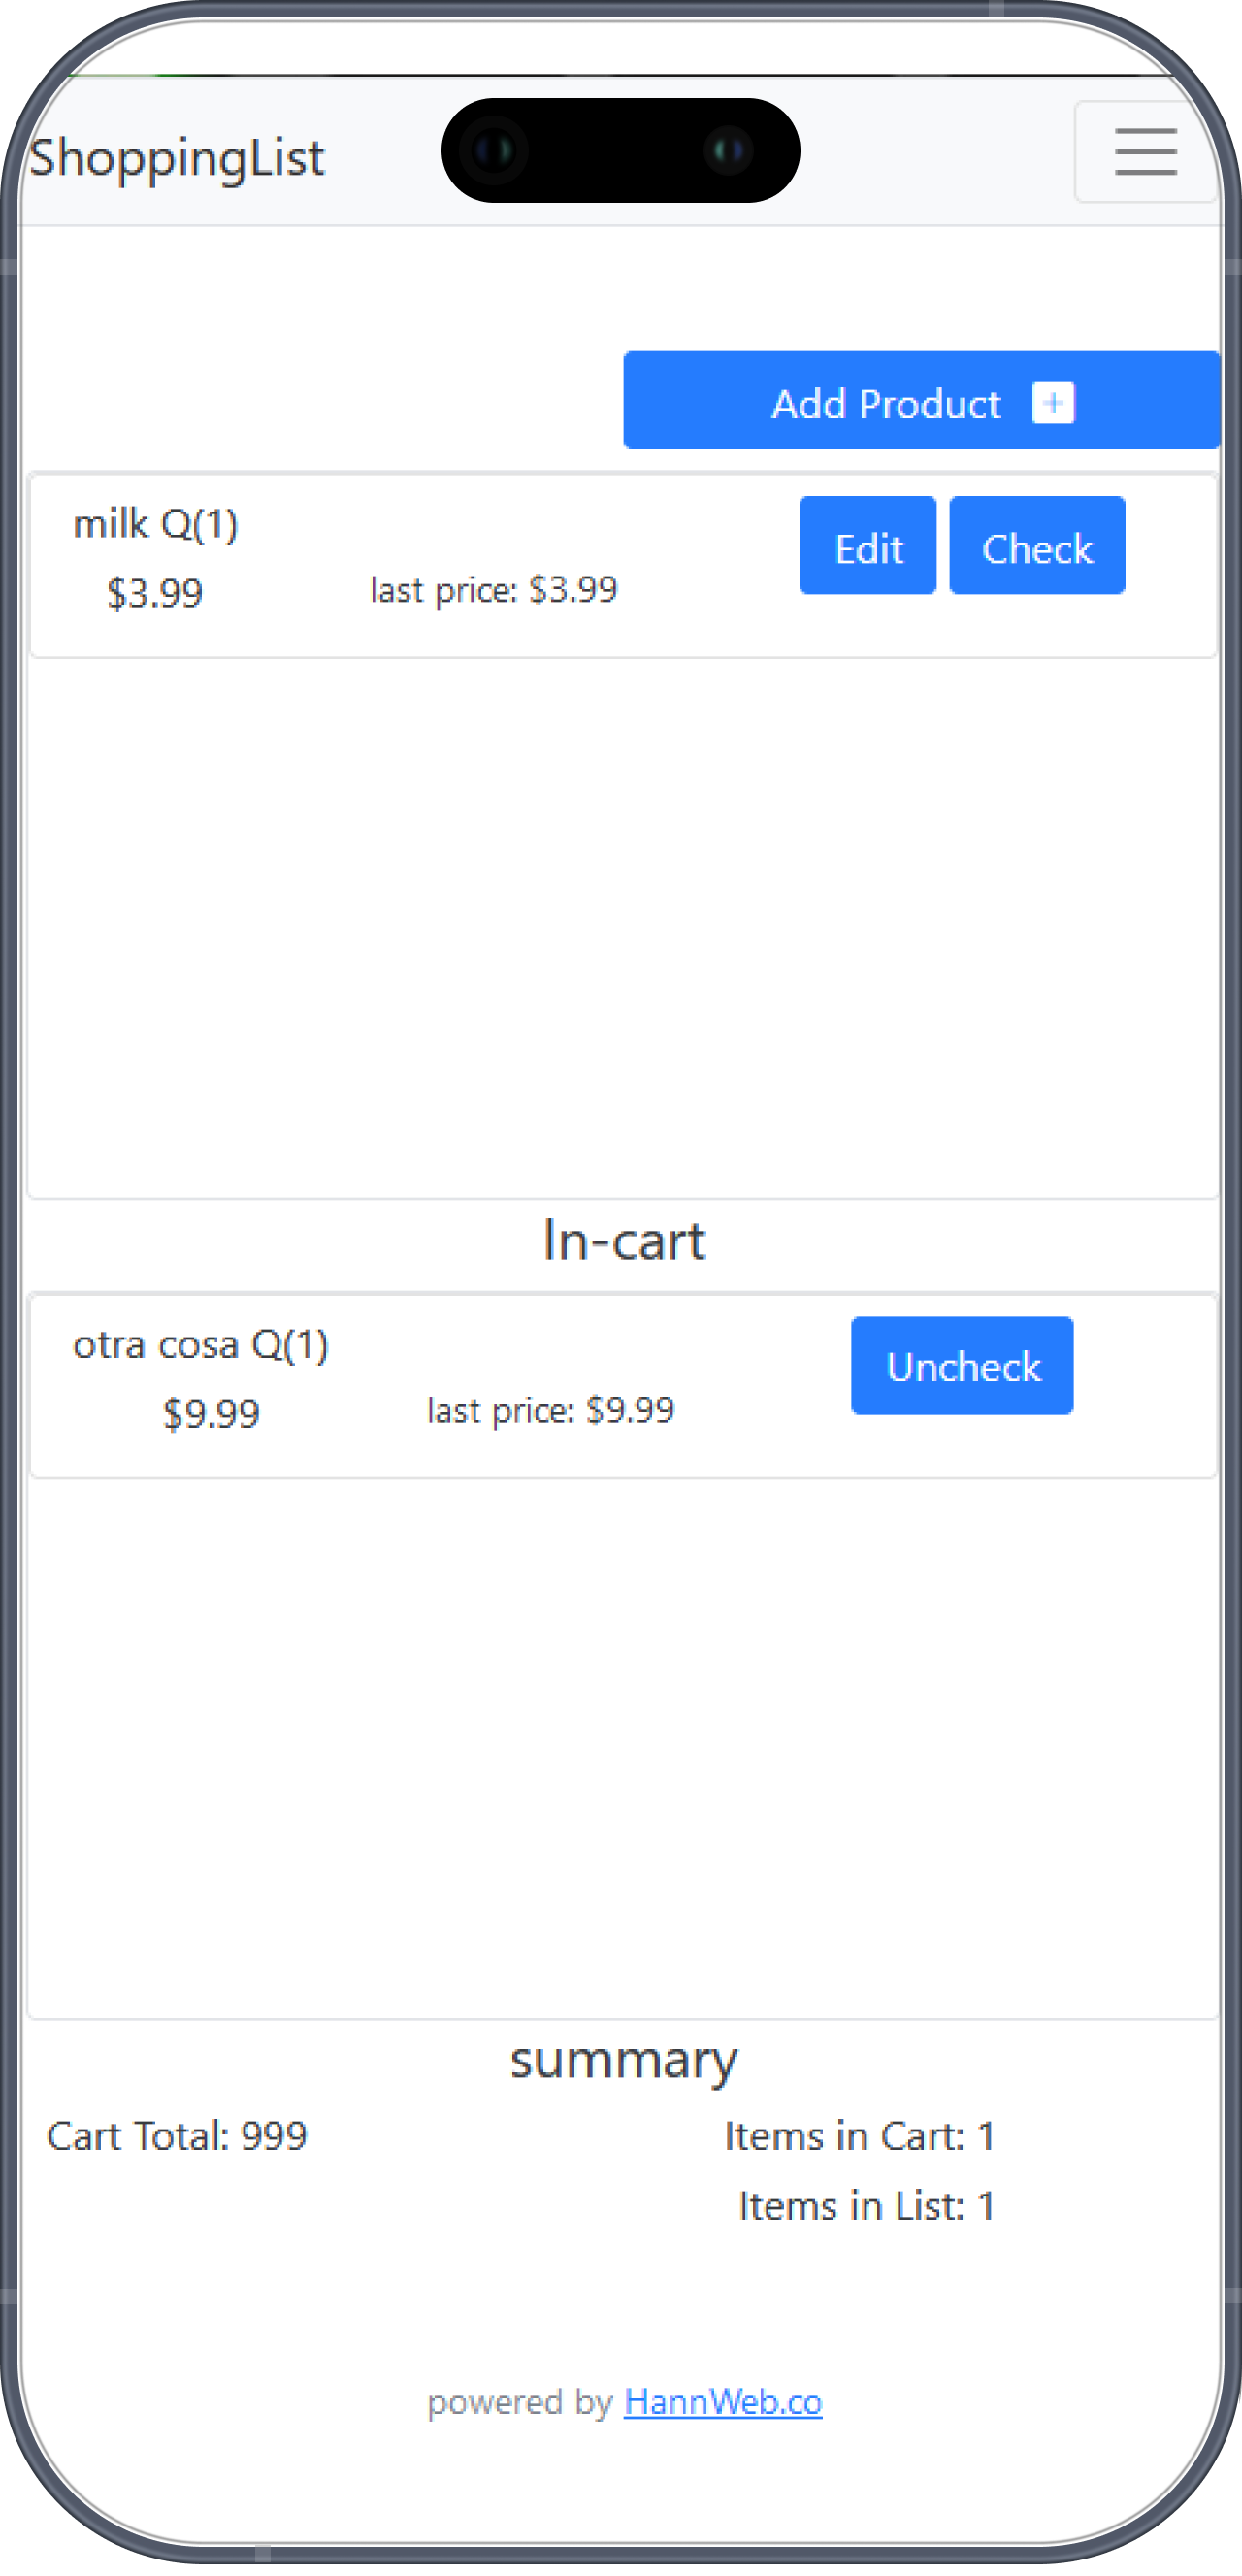 ShoppingList
Add Product +
milk Q(1)
Edit Check
$3.99 last price: $3.99
In-cart
otra cosa Q(1)
Uncheck
$9.99 last price: $9.99
summary
Cart Total: 999 Items in Cart: 1
Items in List: 1
powered by HannWeb.co